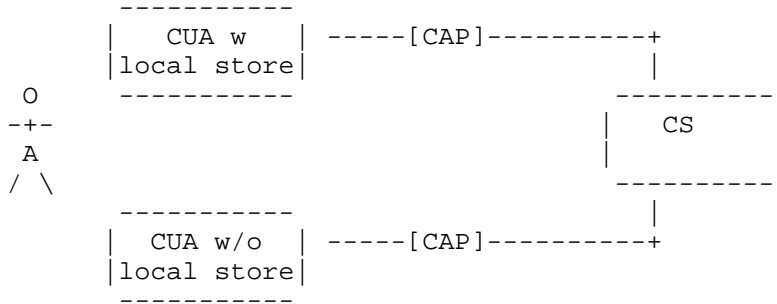 CUA w -----[CAP]----------+
local store
O
-+-
CS
A
/ \
CUA w/o -----[CAP]----------+
local store